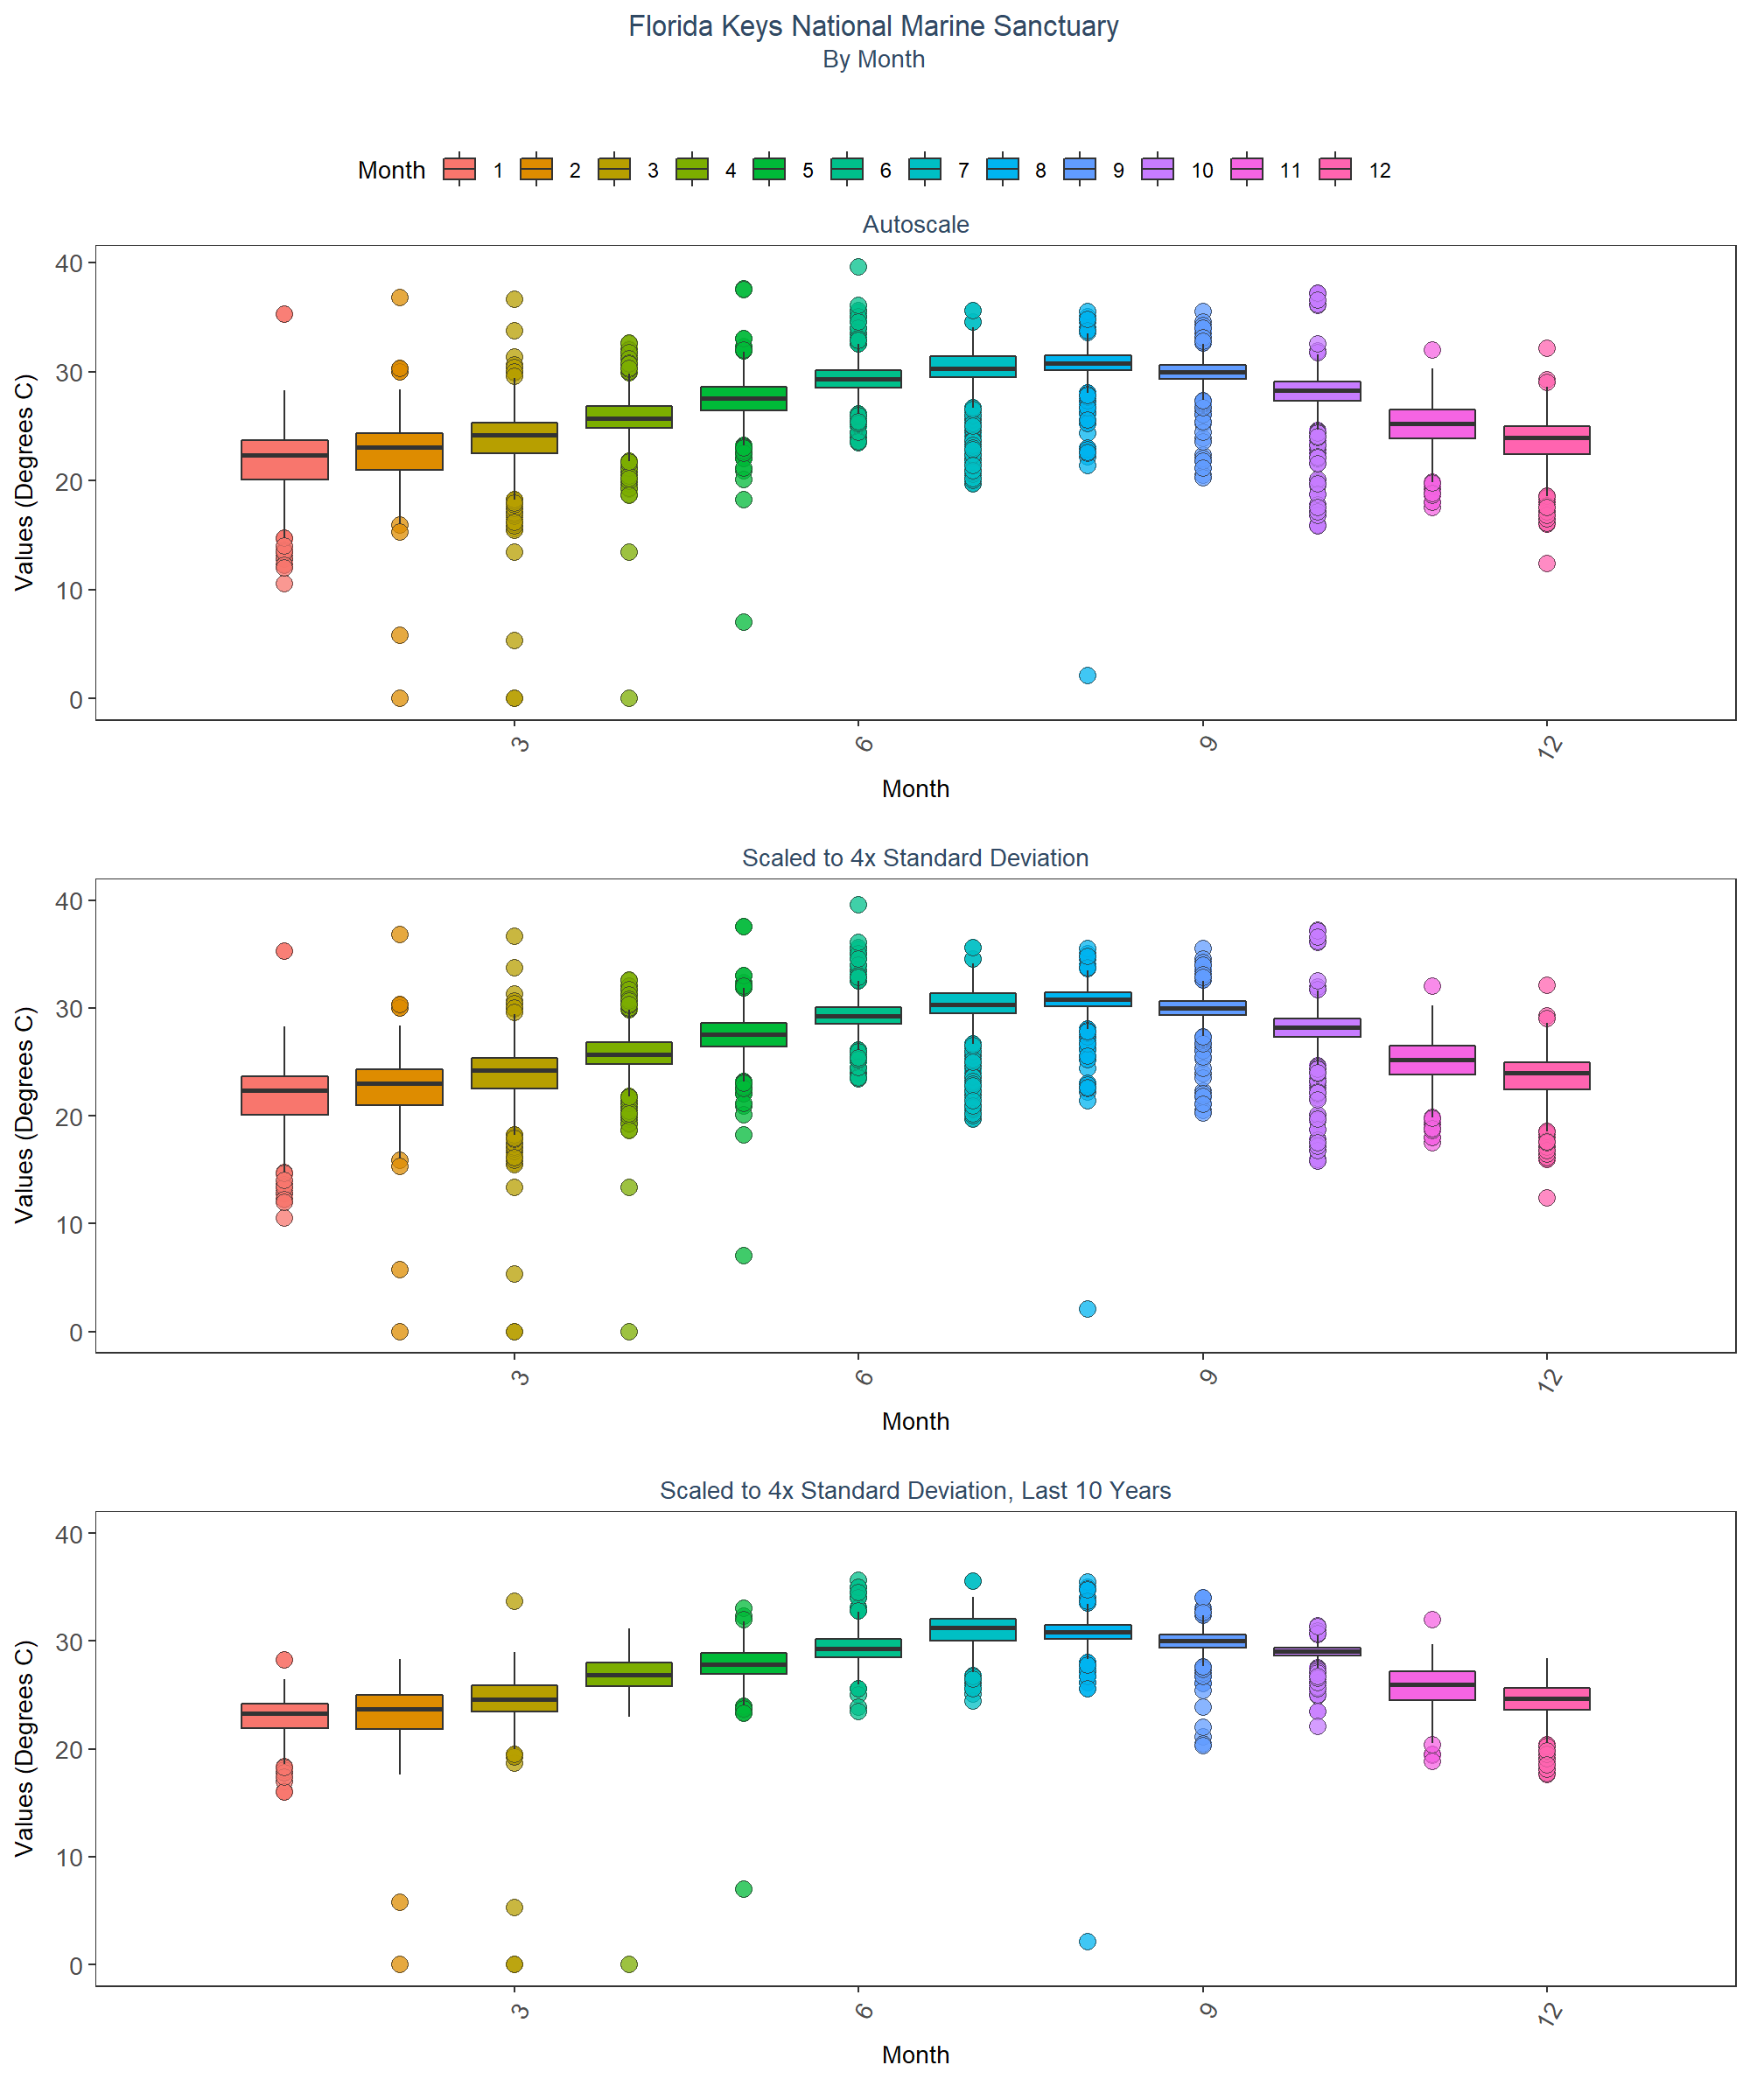 Florida Keys National Marine Sanctuary
By Month
Month 1 2 3 4 5 6 7 8 9 10 11 12
Autoscale
Values (Degrees C)
40
30
20
10
0
3 6 9 12
Month
Scaled to 4x Standard Deviation
Values (Degrees C)
40
30
20
10
0
3 6 9 12
Month
Scaled to 4x Standard Deviation, Last 10 Years
Values (Degrees C)
40
30
20
10
0
3 6 9 12
Month